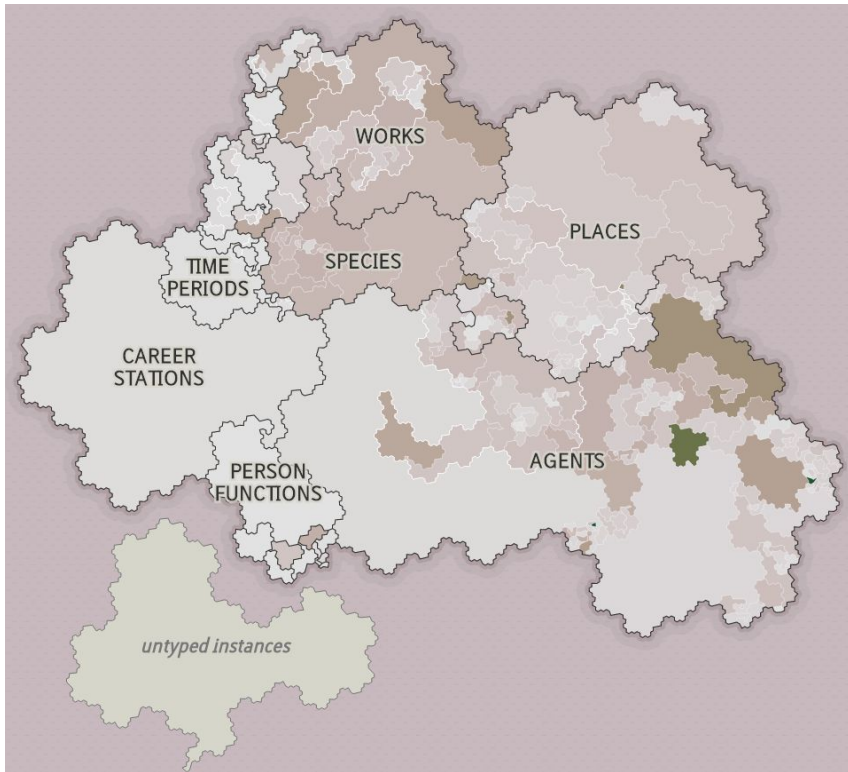 WORKS
PLACES
SPECIES
TIME
PERIODS
CAREER
STATIONS
AGENTS
PERSON
FUNCTIONS
untyped instances